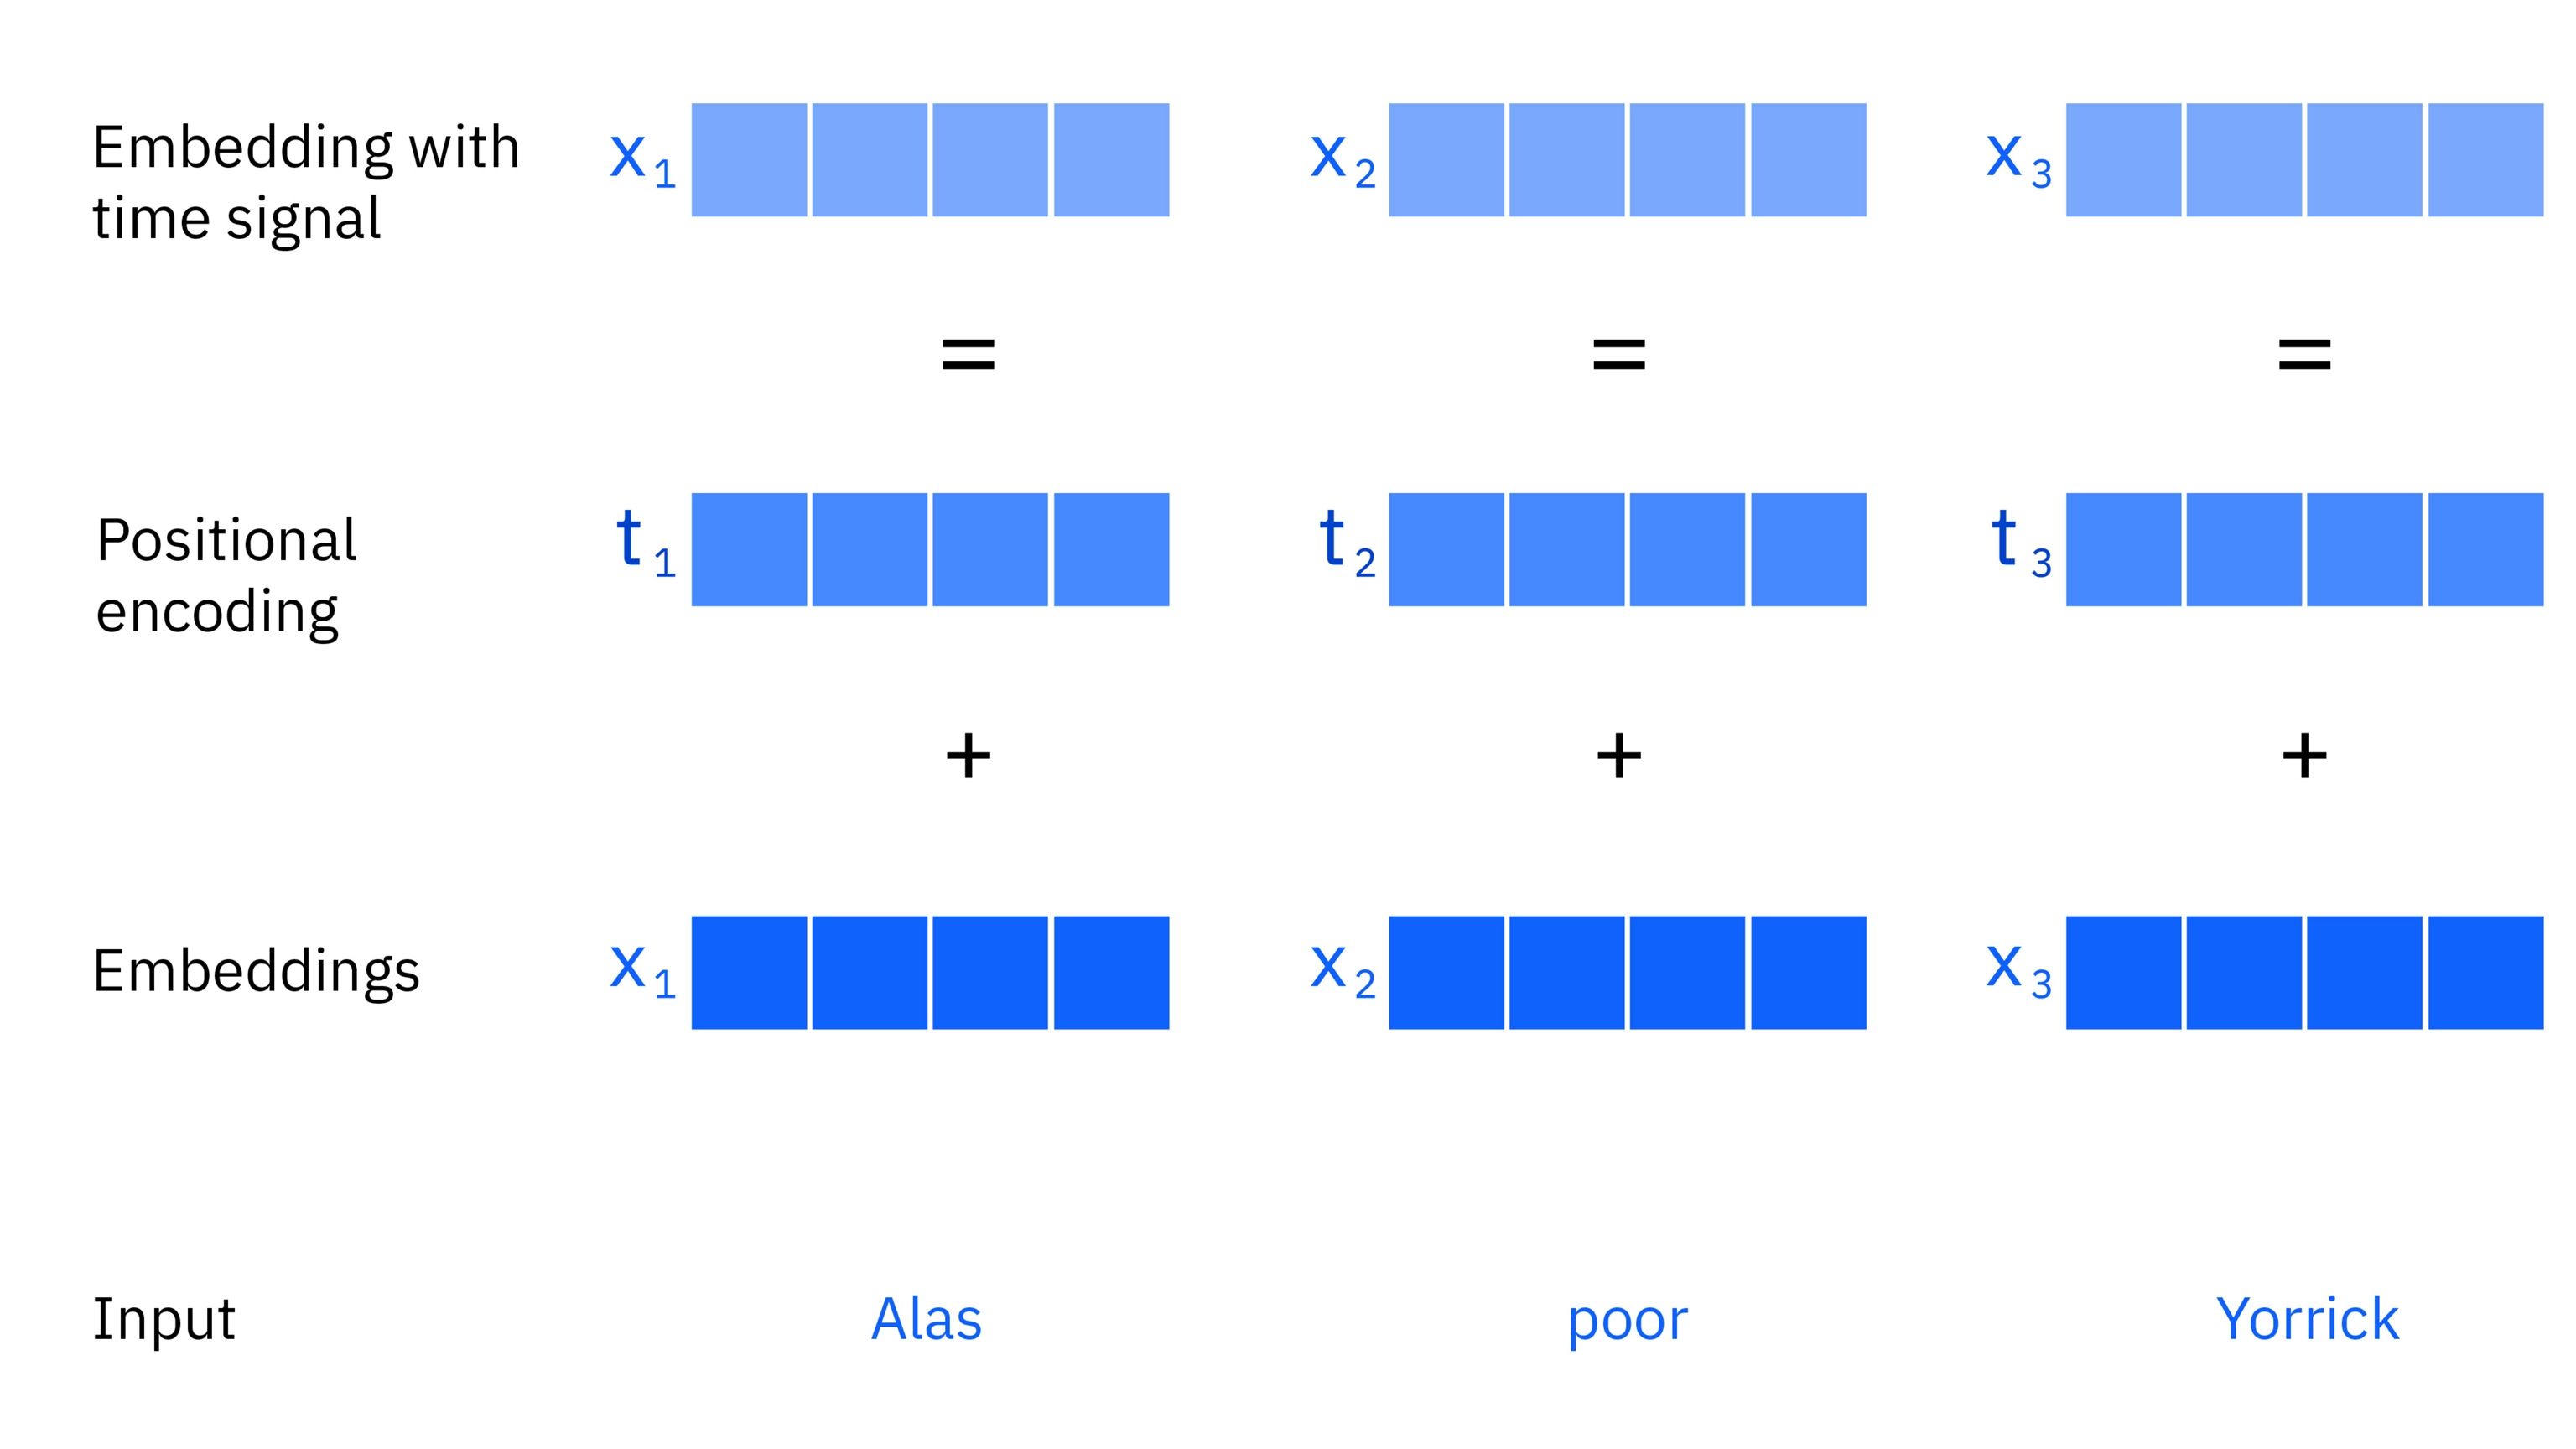 Embedding with
time signal
x₁
x₂
x₃
=
=
=
Positional
encoding
t₁
t₂
t₃
+
+
+
Embeddings
x₁
x₂
x₃
Input
Alas
poor
Yorrick